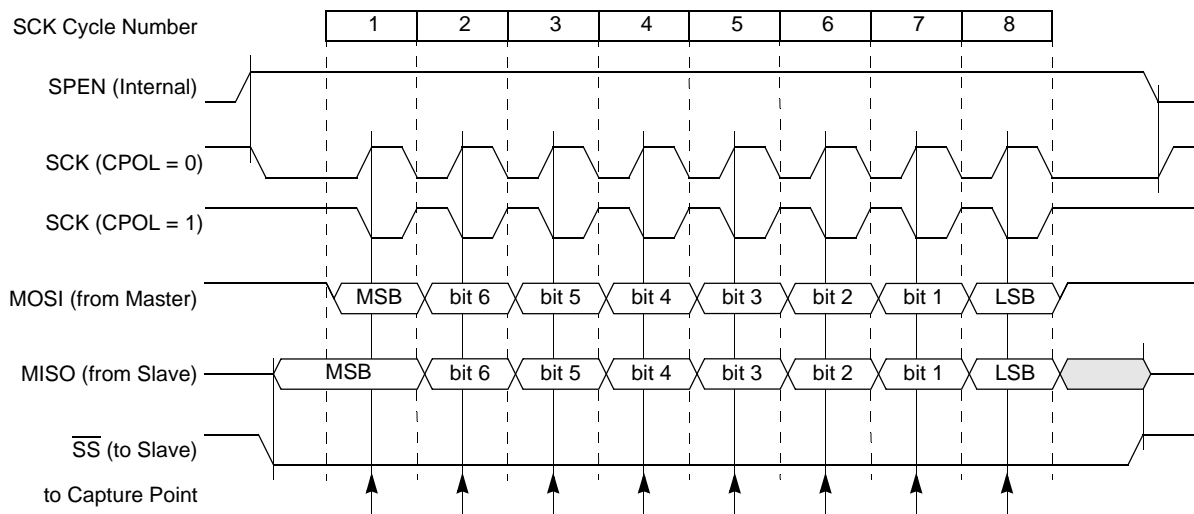 SCK Cycle Number 1 2 3 4 5 6 7 8
SPEN (Internal)
SCK (CPOL = 0)
SCK (CPOL = 1)
MOSI (from Master) MSB bit 6 bit 5 bit 4 bit 3 bit 2 bit 1 LSB
MISO (from Slave) MSB bit 6 bit 5 bit 4 bit 3 bit 2 bit 1 LSB
SS (to Slave)
to Capture Point